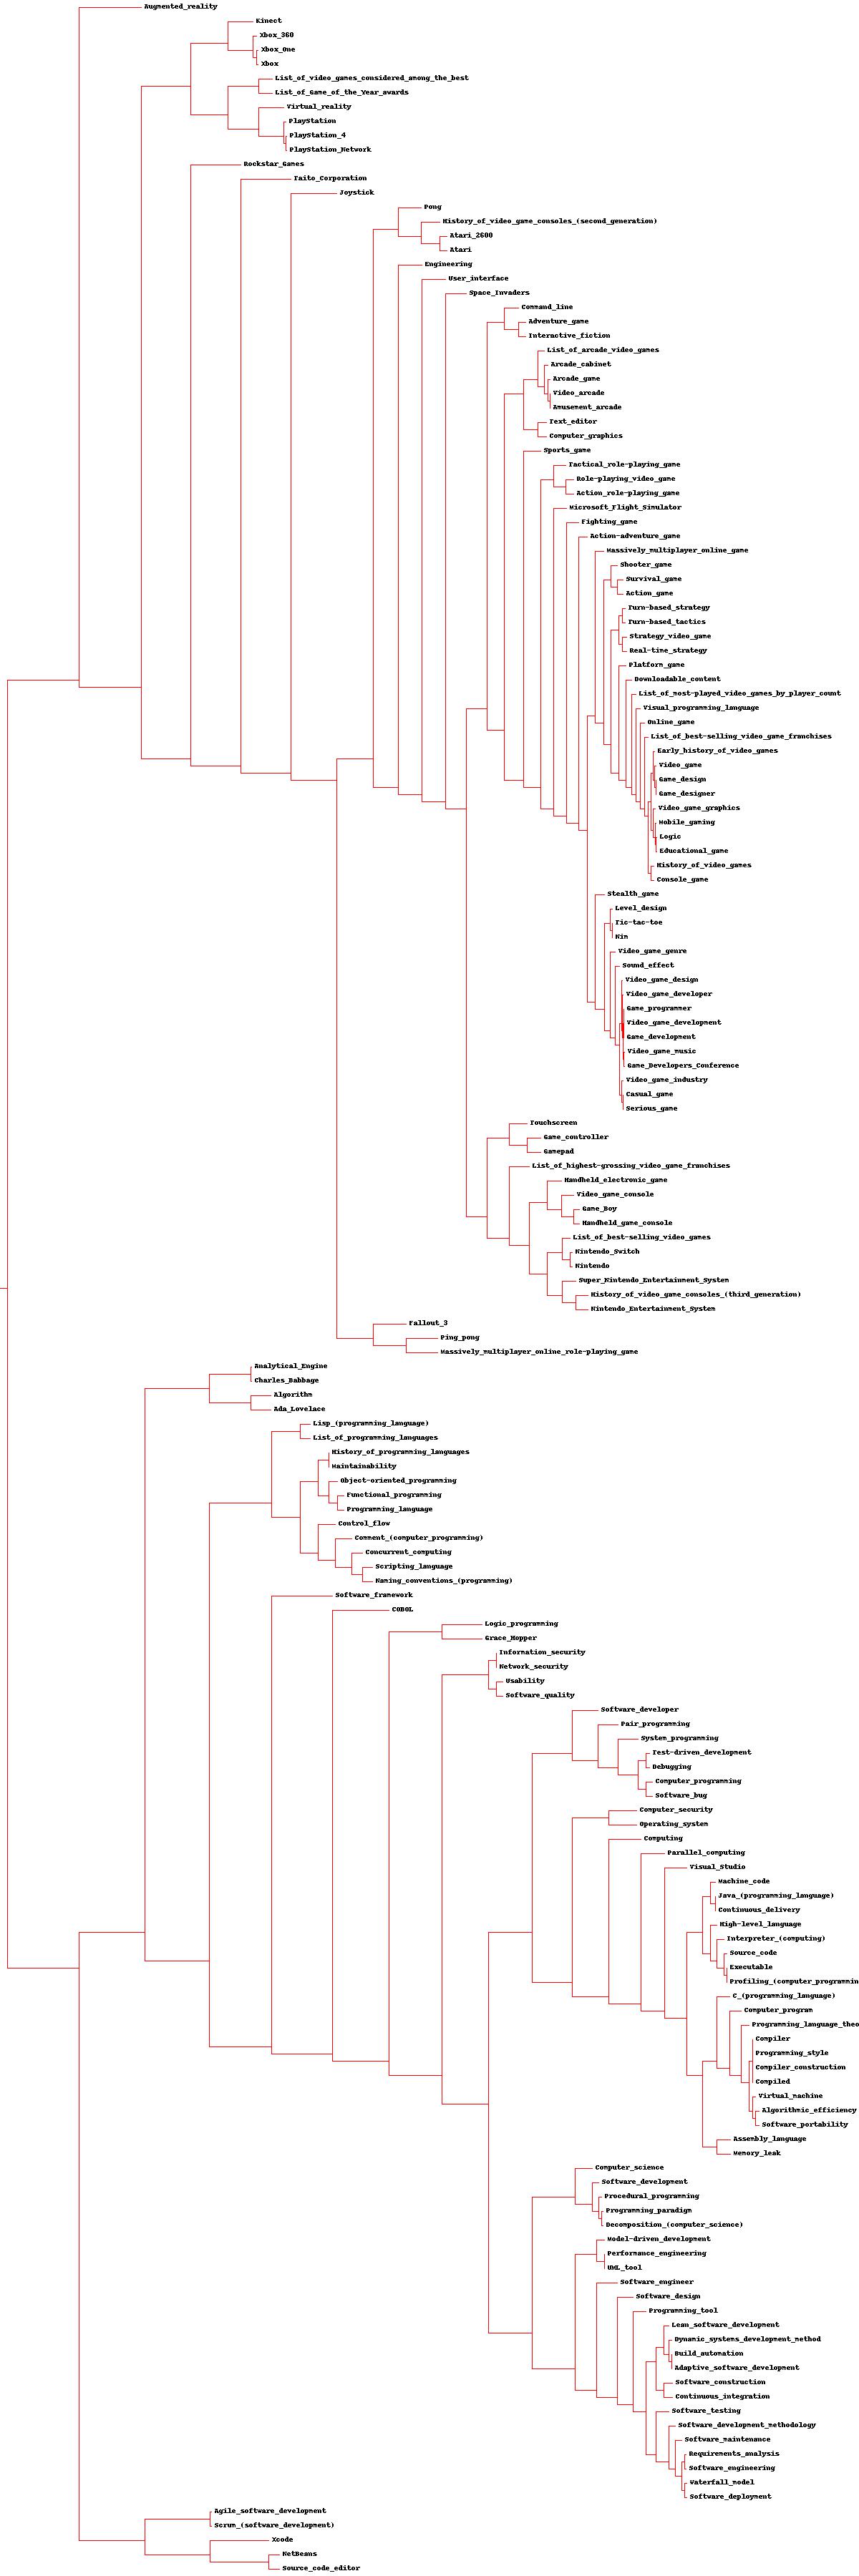 Augmented_reality
Kinect
Xbox_360
Xbox_One
Xbox
List_of_video_games_considered_among_the_best
List_of_Game_of_the_Year_awards
Virtual_reality
PlayStation
PlayStation_4
PlayStation_Network
Rockstar_Games
Taito_Corporation
Joystick
Pong
History_of_video_game_consoles_(second_generation)
Atari_2600
Atari
Engineering
User_interface
Space_Invaders
Command_line
Adventure_game
Interactive_fiction
List_of_arcade_video_games
Arcade_cabinet
Arcade_game
Video_arcade
Amusement_arcade
Text_editor
Computer_graphics
Sports_game
Tactical_role-playing_game
Role-playing_video_game
Action_role-playing_game
Microsoft_Flight_Simulator
Fighting_game
Action-adventure_game
Massively_multiplayer_online_game
Shooter_game
Survival_game
Action_game
Turn-based_strategy
Turn-based_tactics
Strategy_video_game
Real-time_strategy
Platform_game
Downloadable_content
List_of_most-played_video_games_by_player_count
Visual_programming_language
Online_game
List_of_best-selling_video_game_franchises
Early_history_of_video_games
Video_game
Game_design
Game_designer
Video_game_graphics
Mobile_gaming
Logic
Educational_game
History_of_video_games
Console_game
Stealth_game
Level_design
Tic-tac-toe
Nim
Video_game_genre
Sound_effect
Video_game_design
Video_game_developer
Game_programmer
Video_game_development
Game_development
Video_game_music
Game_Developers_Conference
Video_game_industry
Casual_game
Serious_game
Touchscreen
Game_controller
Gamepad
List_of_highest-grossing_video_game_franchises
Handheld_electronic_game
Video_game_console
Game_Boy
Handheld_game_console
List_of_best-selling_video_games
Nintendo_Switch
Nintendo
Super_Nintendo_Entertainment_System
History_of_video_game_consoles_(third_generation)
Nintendo_Entertainment_System
Fallout_3
Ping_pong
Massively_multiplayer_online_role-playing_game
Analytical_Engine
Charles_Babbage
Algorithm
Ada_Lovelace
Lisp_(programming_language)
List_of_programming_languages
History_of_programming_languages
Maintainability
Object-oriented_programming
Functional_programming
Programming_language
Control_flow
Comment_(computer_programming)
Concurrent_computing
Scripting_language
Naming_conventions_(programming)
Software_framework
COBOL
Logic_programming
Grace_Hopper
Information_security
Network_security
Usability
Software_quality
Software_developer
Pair_programming
System_programming
Test-driven_development
Debugging
Computer_programming
Software_bug
Computer_security
Operating_system
Computing
Parallel_computing
Visual_Studio
Machine_code
Java_(programming_language)
Continuous_delivery
High-level_language
Interpreter_(computing)
Source_code
Executable
Profiling_(computer_programmin
C_(programming_language)
Computer_program
Programming_language_theo
Compiler
Programming_style
Compiler_construction
Compiled
Virtual_machine
Algorithmic_efficiency
Software_portability
Assembly_language
Memory_leak
Computer_science
Software_development
Procedural_programming
Programming_paradigm
Decomposition_(computer_science)
Model-driven_development
Performance_engineering
UML_tool
Software_engineer
Software_design
Programming_tool
Lean_software_development
Dynamic_systems_development_method
Build_automation
Adaptive_software_development
Software_construction
Continuous_integration
Software_testing
Software_development_methodology
Software_maintenance
Requirements_analysis
Software_engineering
Waterfall_model
Software_deployment
Agile_software_development
Scrum_(software_development)
Xcode
NetBeans
Source_code_editor